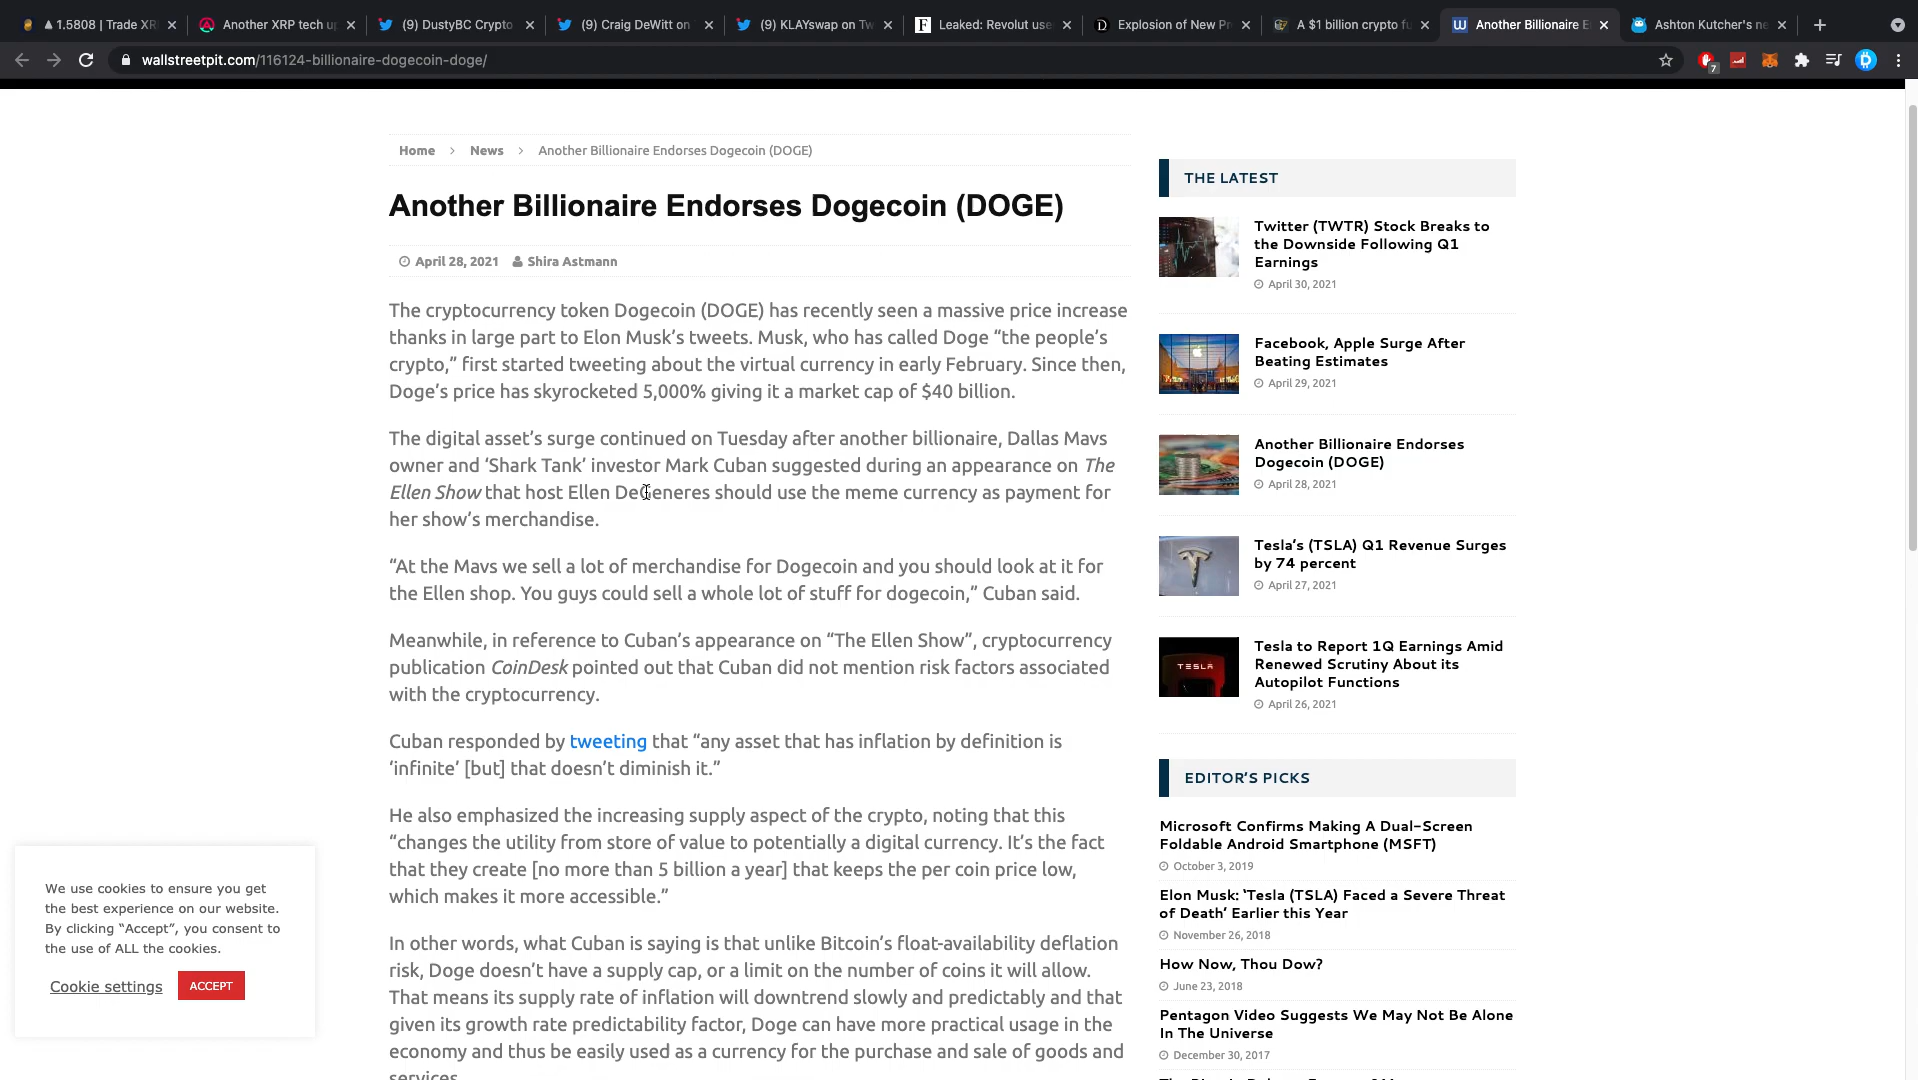 1.5808 | Trade XR
Another XRP tech up
(9) DustyBC Crypto
(9) Craig DeWitt on
(9) KLAYswap on Tw
Leaked: Revolut use
Explosion of New Pr
A $1 billion crypto fu
Another Billionaire E
Ashton Kutcher's ne
wallstreetpit.com/116124-billionaire-dogecoin-doge/
7
Home > News > Another Billionaire Endorses Dogecoin (DOGE)
Another Billionaire Endorses Dogecoin (DOGE)
April 28, 2021 Shira Astmann
The cryptocurrency token Dogecoin (DOGE) has recently seen a massive price increase
thanks in large part to Elon Musk’s tweets. Musk, who has called Doge “the people’s
crypto,” first started tweeting about the virtual currency in early February. Since then,
Doge’s price has skyrocketed 5,000% giving it a market cap of $40 billion.
The digital asset’s surge continued on Tuesday after another billionaire, Dallas Mavs
owner and ‘Shark Tank’ investor Mark Cuban suggested during an appearance on The
Ellen Show that host Ellen DeGeneres should use the meme currency as payment for
her show’s merchandise.
“At the Mavs we sell a lot of merchandise for Dogecoin and you should look at it for
the Ellen shop. You guys could sell a whole lot of stuff for dogecoin,” Cuban said.
Meanwhile, in reference to Cuban’s appearance on “The Ellen Show”, cryptocurrency
publication CoinDesk pointed out that Cuban did not mention risk factors associated
with the cryptocurrency.
Cuban responded by tweeting that “any asset that has inflation by definition is
‘infinite’ [but] that doesn’t diminish it.”
He also emphasized the increasing supply aspect of the crypto, noting that this
“changes the utility from store of value to potentially a digital currency. It’s the fact
that they create [no more than 5 billion a year] that keeps the per coin price low,
which makes it more accessible.”
In other words, what Cuban is saying is that unlike Bitcoin’s float-availability deflation
risk, Doge doesn’t have a supply cap, or a limit on the number of coins it will allow.
That means its supply rate of inflation will downtrend slowly and predictably and that
given its growth rate predictability factor, Doge can have more practical usage in the
economy and thus be easily used as a currency for the purchase and sale of goods and
services
THE LATEST
Twitter (TWTR) Stock Breaks to
the Downside Following Q1
Earnings
April 30, 2021
Facebook, Apple Surge After
Beating Estimates
April 29, 2021
Another Billionaire Endorses
Dogecoin (DOGE)
April 28, 2021
Tesla’s (TSLA) Q1 Revenue Surges
by 74 percent
April 27, 2021
TESLA
Tesla to Report 1Q Earnings Amid
Renewed Scrutiny About its
Autopilot Functions
April 26, 2021
EDITOR’S PICKS
Microsoft Confirms Making A Dual-Screen
Foldable Android Smartphone (MSFT)
October 3, 2019
Elon Musk: ‘Tesla (TSLA) Faced a Severe Threat
of Death’ Earlier this Year
November 26, 2018
How Now, Thou Dow?
June 23, 2018
Pentagon Video Suggests We May Not Be Alone
In The Universe
December 30, 2017
We use cookies to ensure you get
the best experience on our website.
By clicking “Accept”, you consent to
the use of ALL the cookies.
Cookie settings
ACCEPT